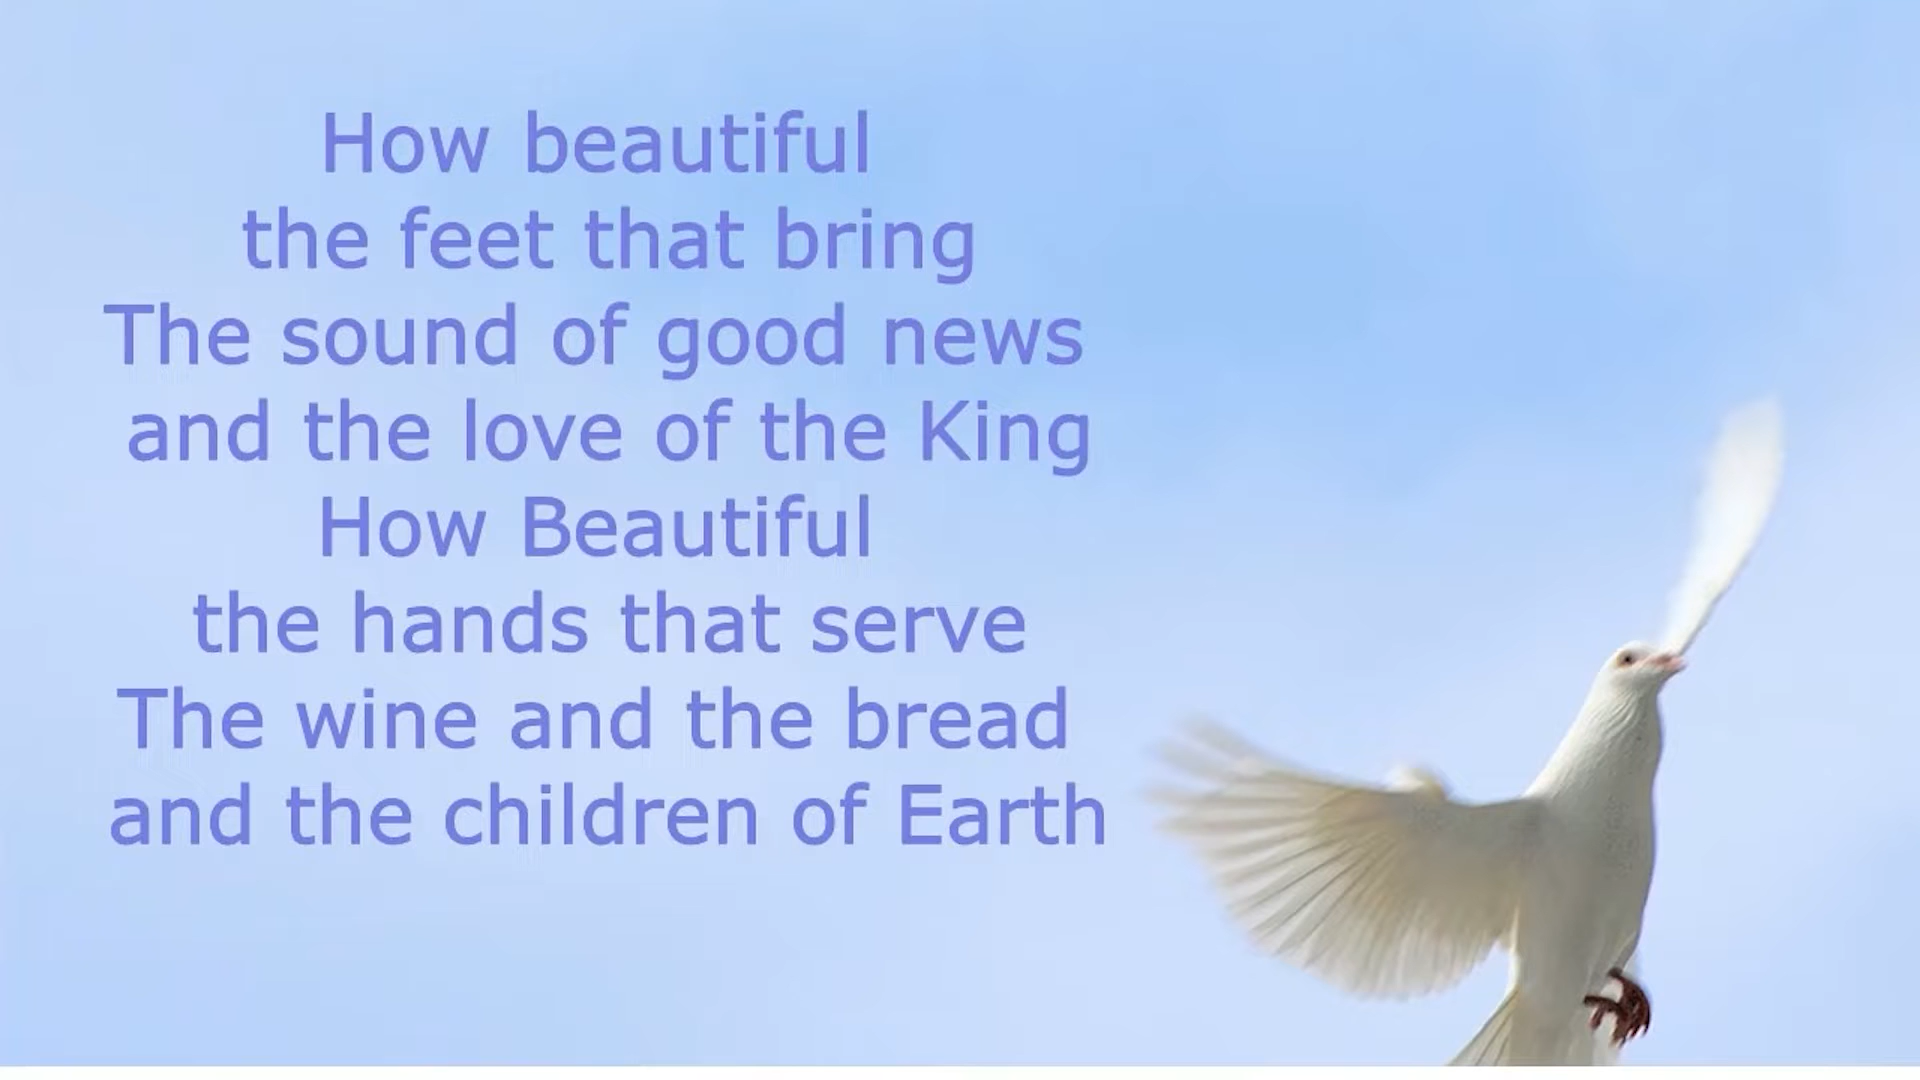 How beautiful
the feet that bring
The sound of good news
and the love of the King
How Beautiful
the hands that serve
The wine and the bread
and the children of Earth